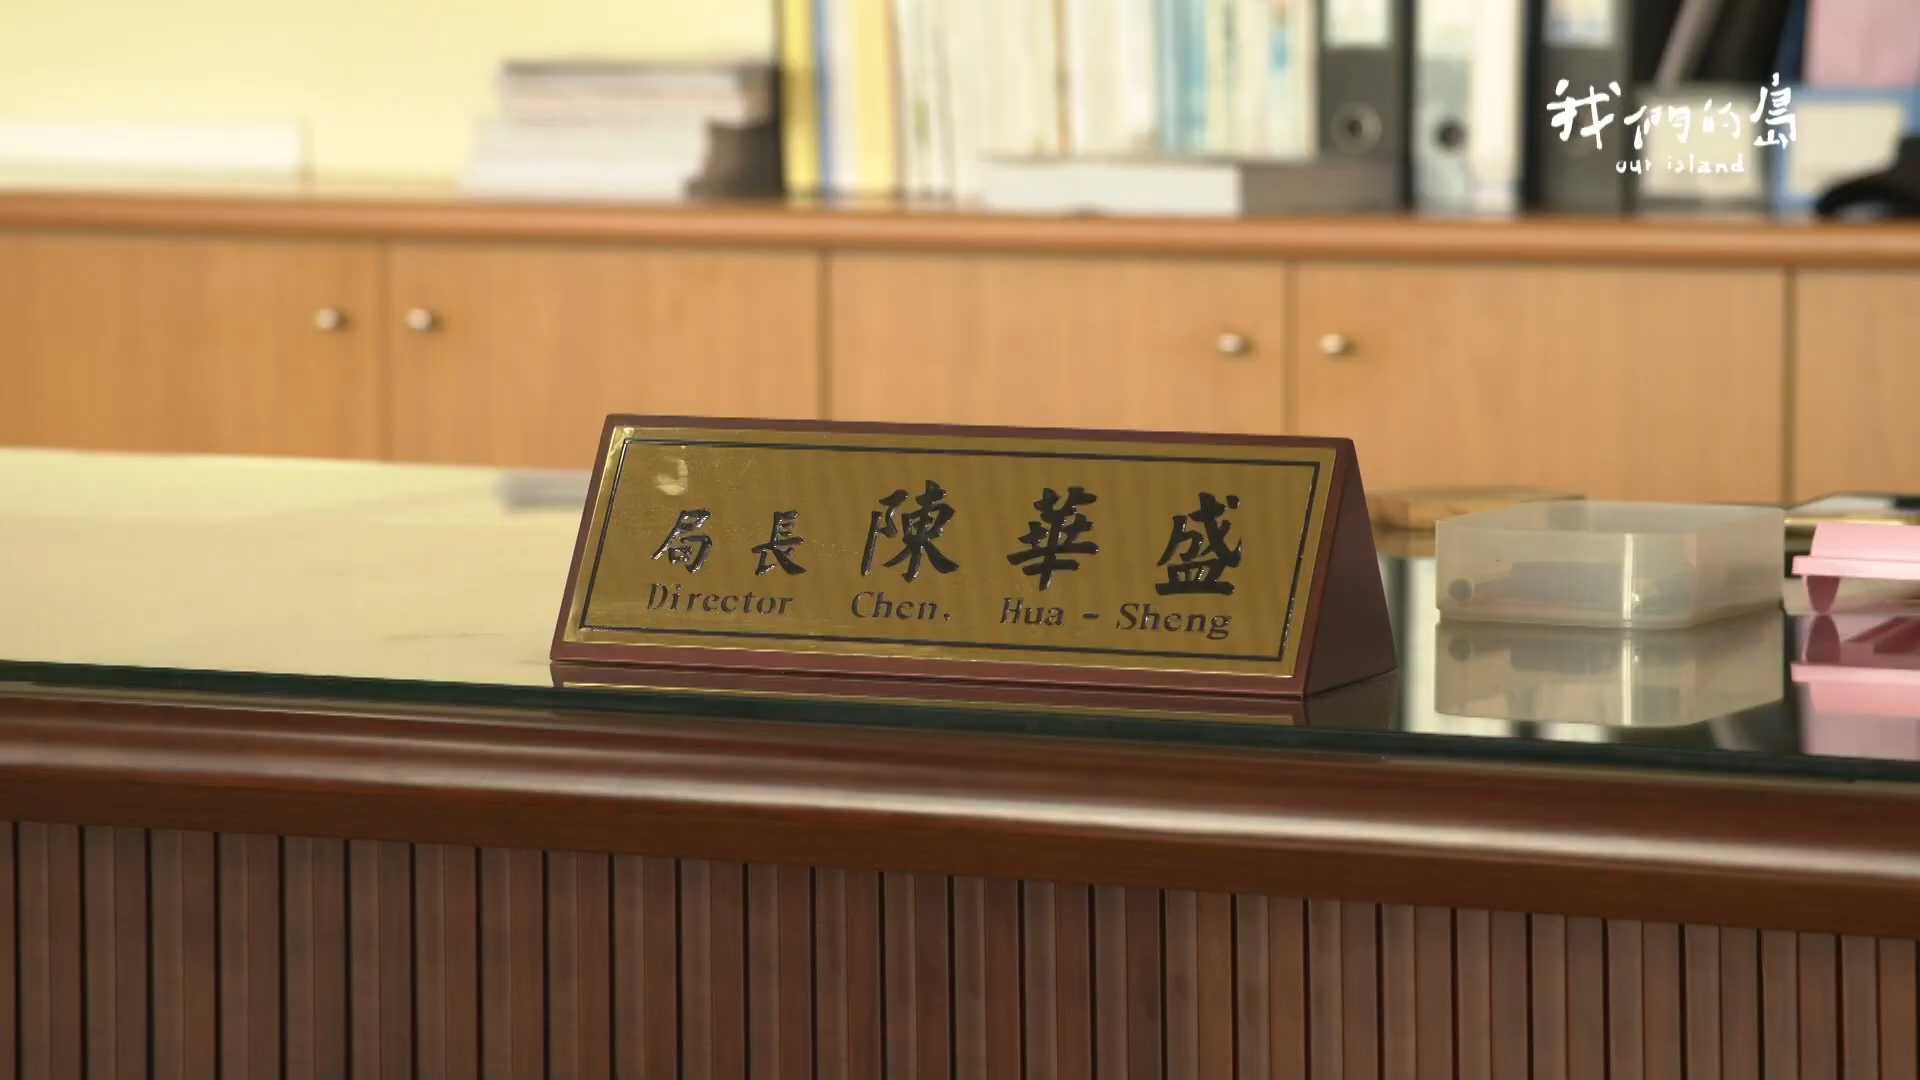 我們的島
our island
局長 陳華盛
Director Chen, Hua-Sheng